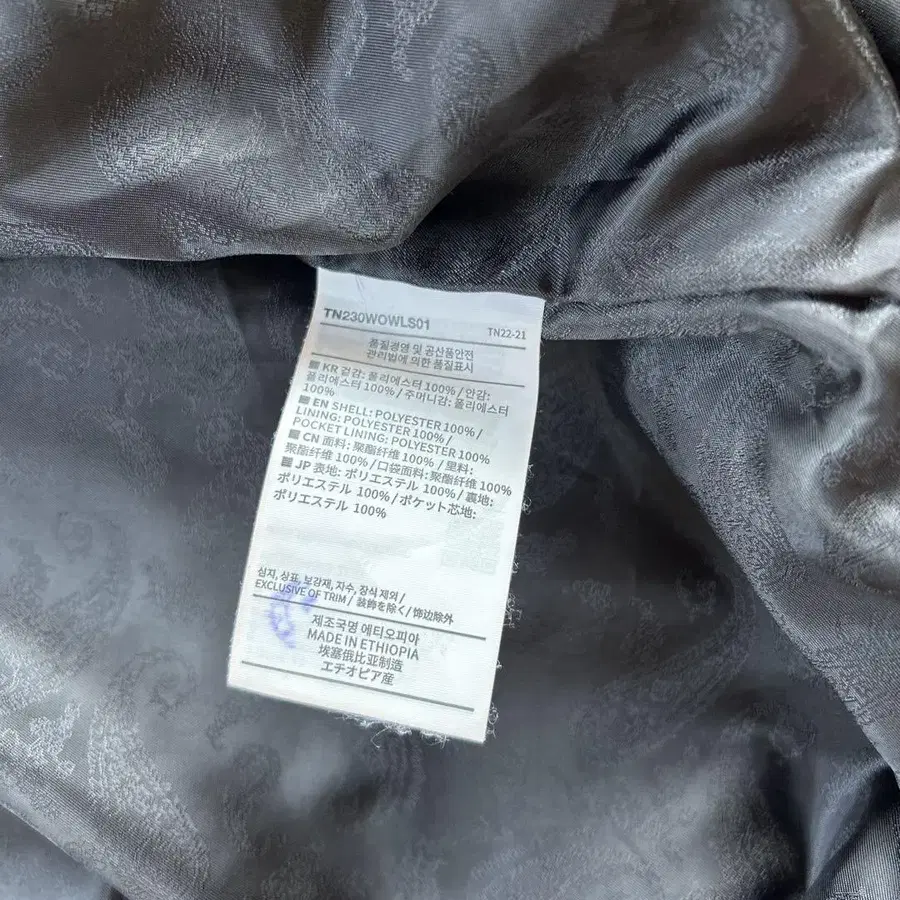 TN230WOWLS01
TN22-21
품질경영 및 공산품안전
관리법에 의한 품질표시
KR 겉감: 폴리에스터 100% / 안감:
폴리에스터 100% / 주머니감: 폴리에스터
100%
EN SHELL: POLYESTER 100% /
LINING: POLYESTER 100% /
POCKET LINING: POLYESTER 100%
CN 面料: 聚酯纤维 100% / 里料:
聚酯纤维 100% / 口袋面料: 聚酯纤维 100%
JP 表地: ポリエステル 100% / 裏地:
ポリエステル 100% / ポケット芯地:
ポリエステル 100%
심지, 상표, 보강재, 자수, 장식 제외 /
EXCLUSIVE OF TRIM / 装飾を除く / 饰边除外
제조국명 에티오피아
MADE IN ETHIOPIA
埃塞俄比亚制造
エチオピア産